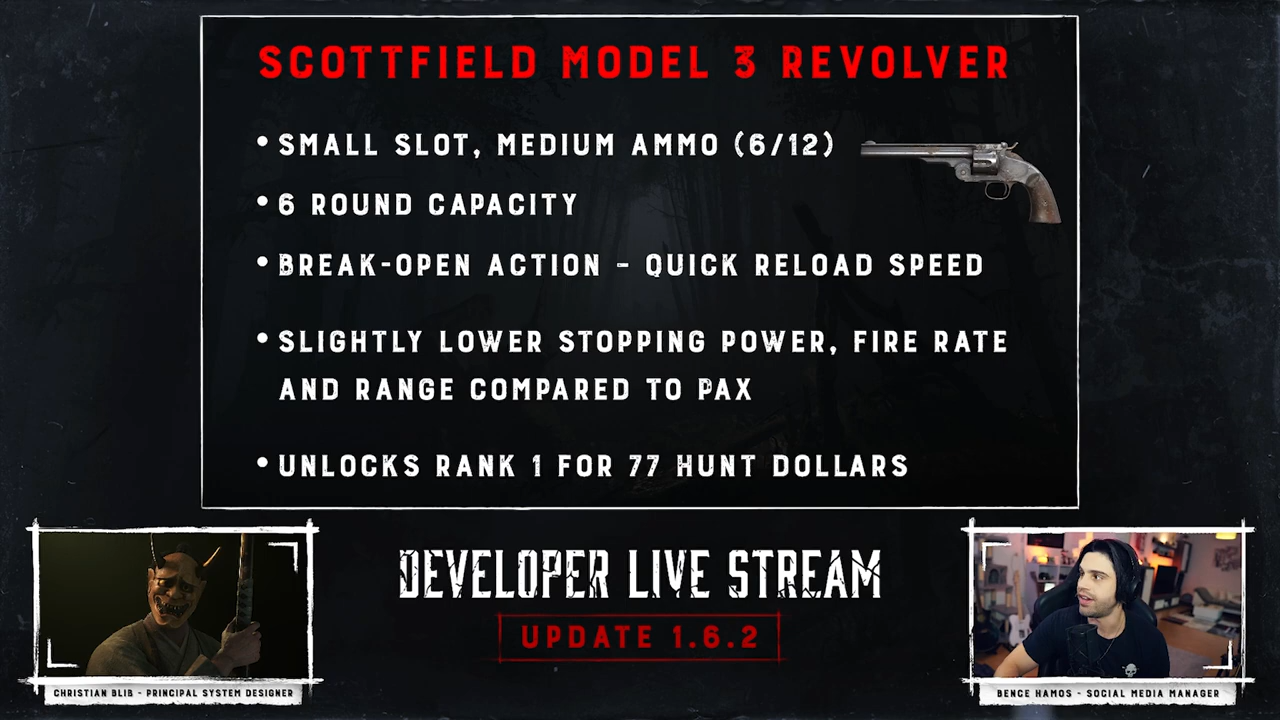 SCOTTFIELD MODEL 3 REVOLVER
• SMALL SLOT, MEDIUM AMMO (6/12)
• 6 ROUND CAPACITY
• BREAK-OPEN ACTION - QUICK RELOAD SPEED
• SLIGHTLY LOWER STOPPING POWER, FIRE RATE
AND RANGE COMPARED TO PAX
• UNLOCKS RANK 1 FOR 77 HUNT DOLLARS
DEVELOPER LIVE STREAM
UPDATE 1.6.2
CHRISTIAN BLIB - PRINCIPAL SYSTEM DESIGNER
BENCE HAMOS - SOCIAL MEDIA MANAGER